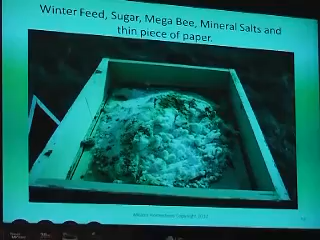 Winter Feed, Sugar, Mega Bee, Mineral Salts and
thin piece of paper.